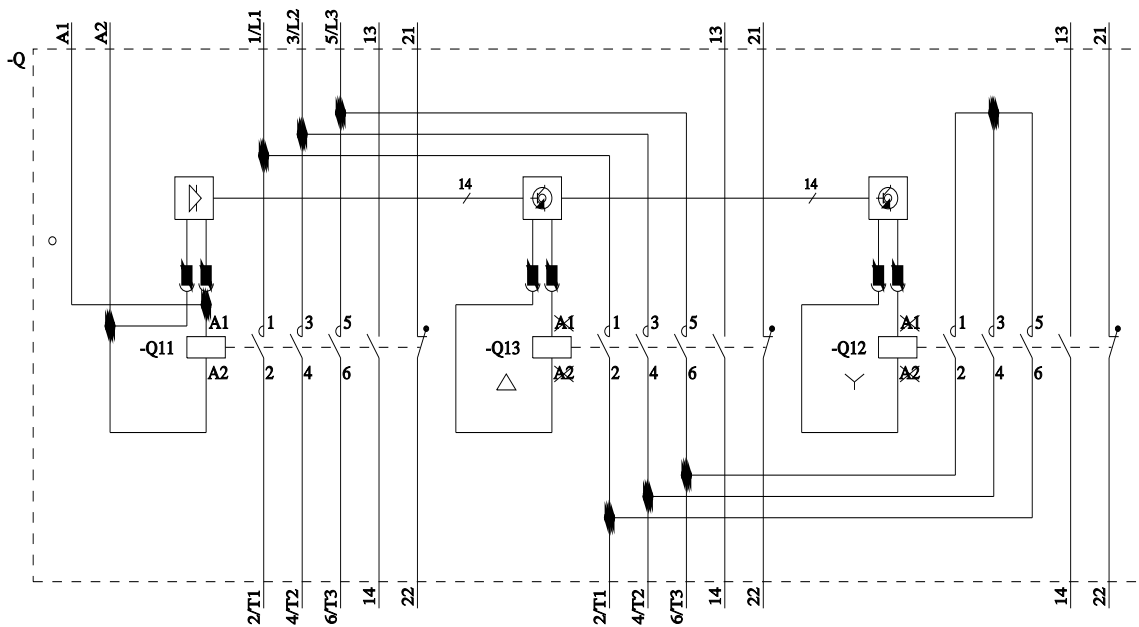 A1 A2 1/L1 3/L2 5/L3 13 21 13 21 13 21
-Q
14 14
A1 1 3 5 A1 1 3 5 A1 1 3 5
-Q11 -Q13 -Q12
A2 2 4 6 A2 2 4 6 A2 2 4 6
2/T1 4/T2 6/T3 14 22 2/T1 4/T2 6/T3 14 22 14 22